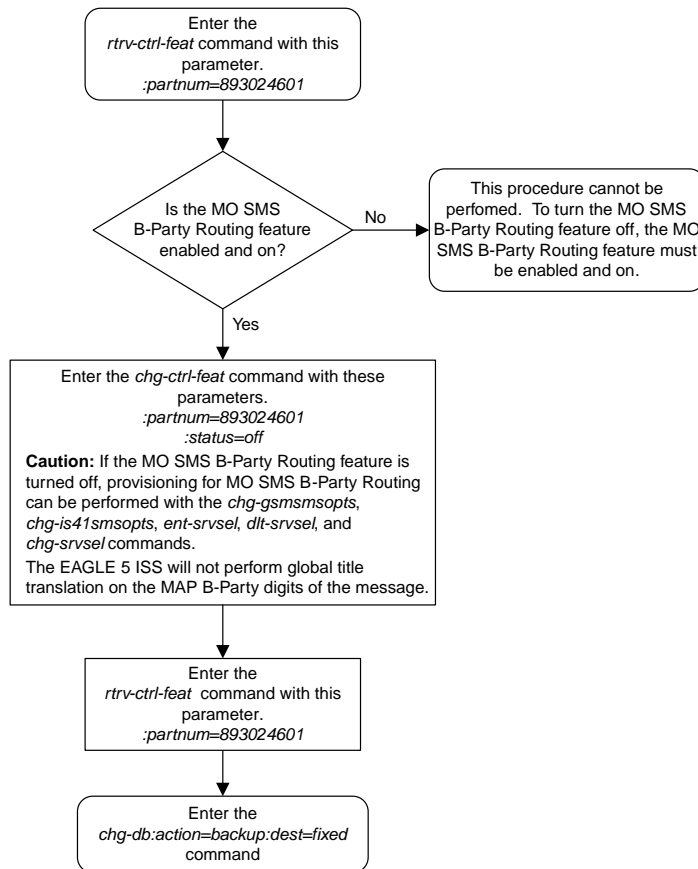 Enter the
rtrv-ctrl-feat command with this
parameter.
:partnum=893024601
Is the MO SMS
B-Party Routing feature
enabled and on?
No
This procedure cannot be
perfomed. To turn the MO SMS
B-Party Routing feature off, the MO
SMS B-Party Routing feature must
be enabled and on.
Yes
Enter the chg-ctrl-feat command with these
parameters.
:partnum=893024601
:status=off
Caution: If the MO SMS B-Party Routing feature is
turned off, provisioning for MO SMS B-Party Routing
can be performed with the chg-gsmsmsopts,
chg-is41smsopts, ent-srvsel, dlt-srvsel, and
chg-srvsel commands.
The EAGLE 5 ISS will not perform global title
translation on the MAP B-Party digits of the message.
Enter the
rtrv-ctrl-feat command with this
parameter.
:partnum=893024601
Enter the
chg-db:action=backup:dest=fixed
command